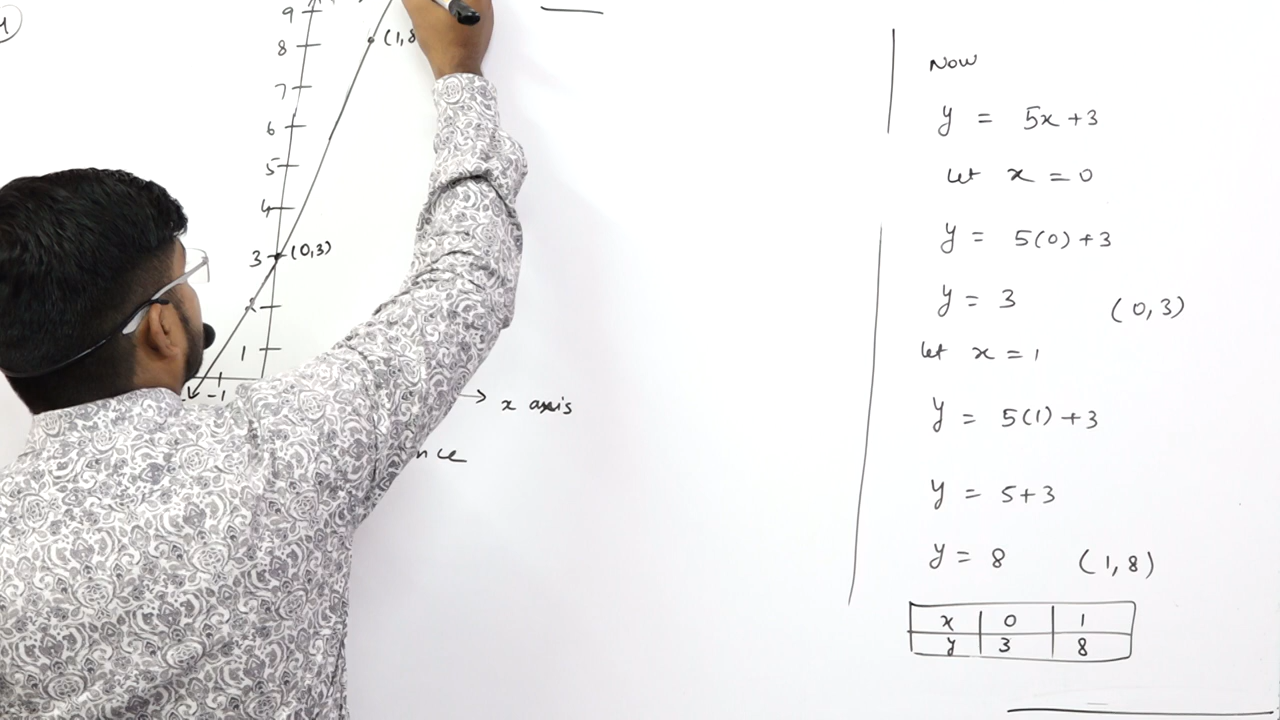 9
8
(1,8
7
6
5
4
3
(0,3)
1
-1
x axis
nce
Now
y = 5x+3
Let x = 0
y = 5(0)+3
y = 3 (0,3)
Let x = 1
y = 5(1)+3
y = 5+3
y = 8 (1,8)
x 0 1
y 3 8